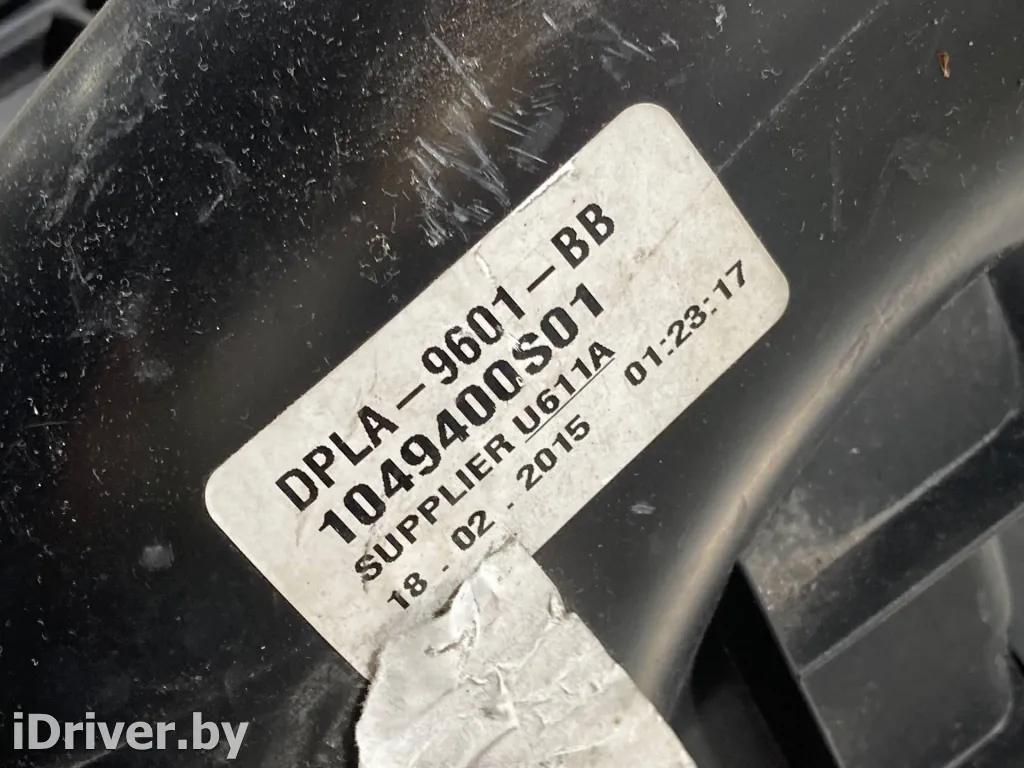 DPLA-9601-BB
1049400S01
SUPPLIER U611A
18-02-2015 01:23:17
iDriver.by